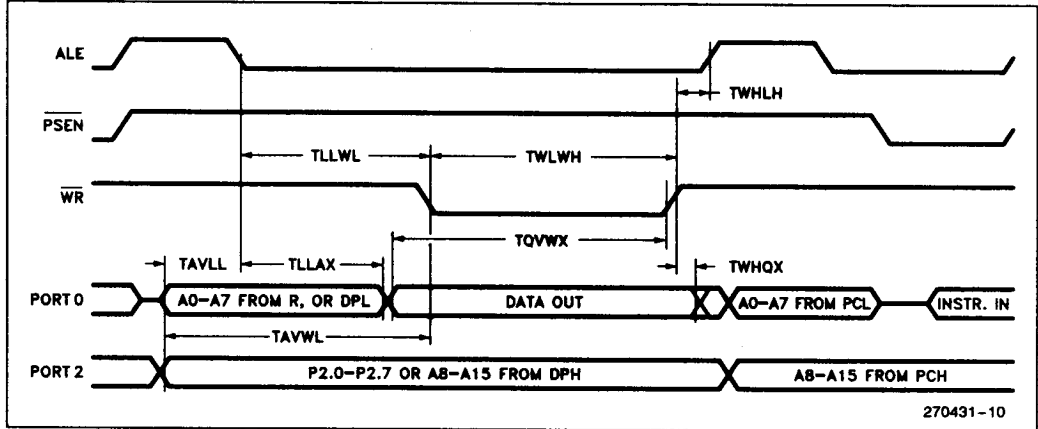 ALE
TWHLH
PSEN
TLLWL
TWLWH
WR
TQVWX
TAVLL
TLLAX
TWHQX
PORT 0
A0-A7 FROM R, OR DPL
DATA OUT
A0-A7 FROM PCL
INSTR. IN
TAVWL
PORT 2
P2.0-P2.7 OR A8-A15 FROM DPH
A8-A15 FROM PCH
270431-10